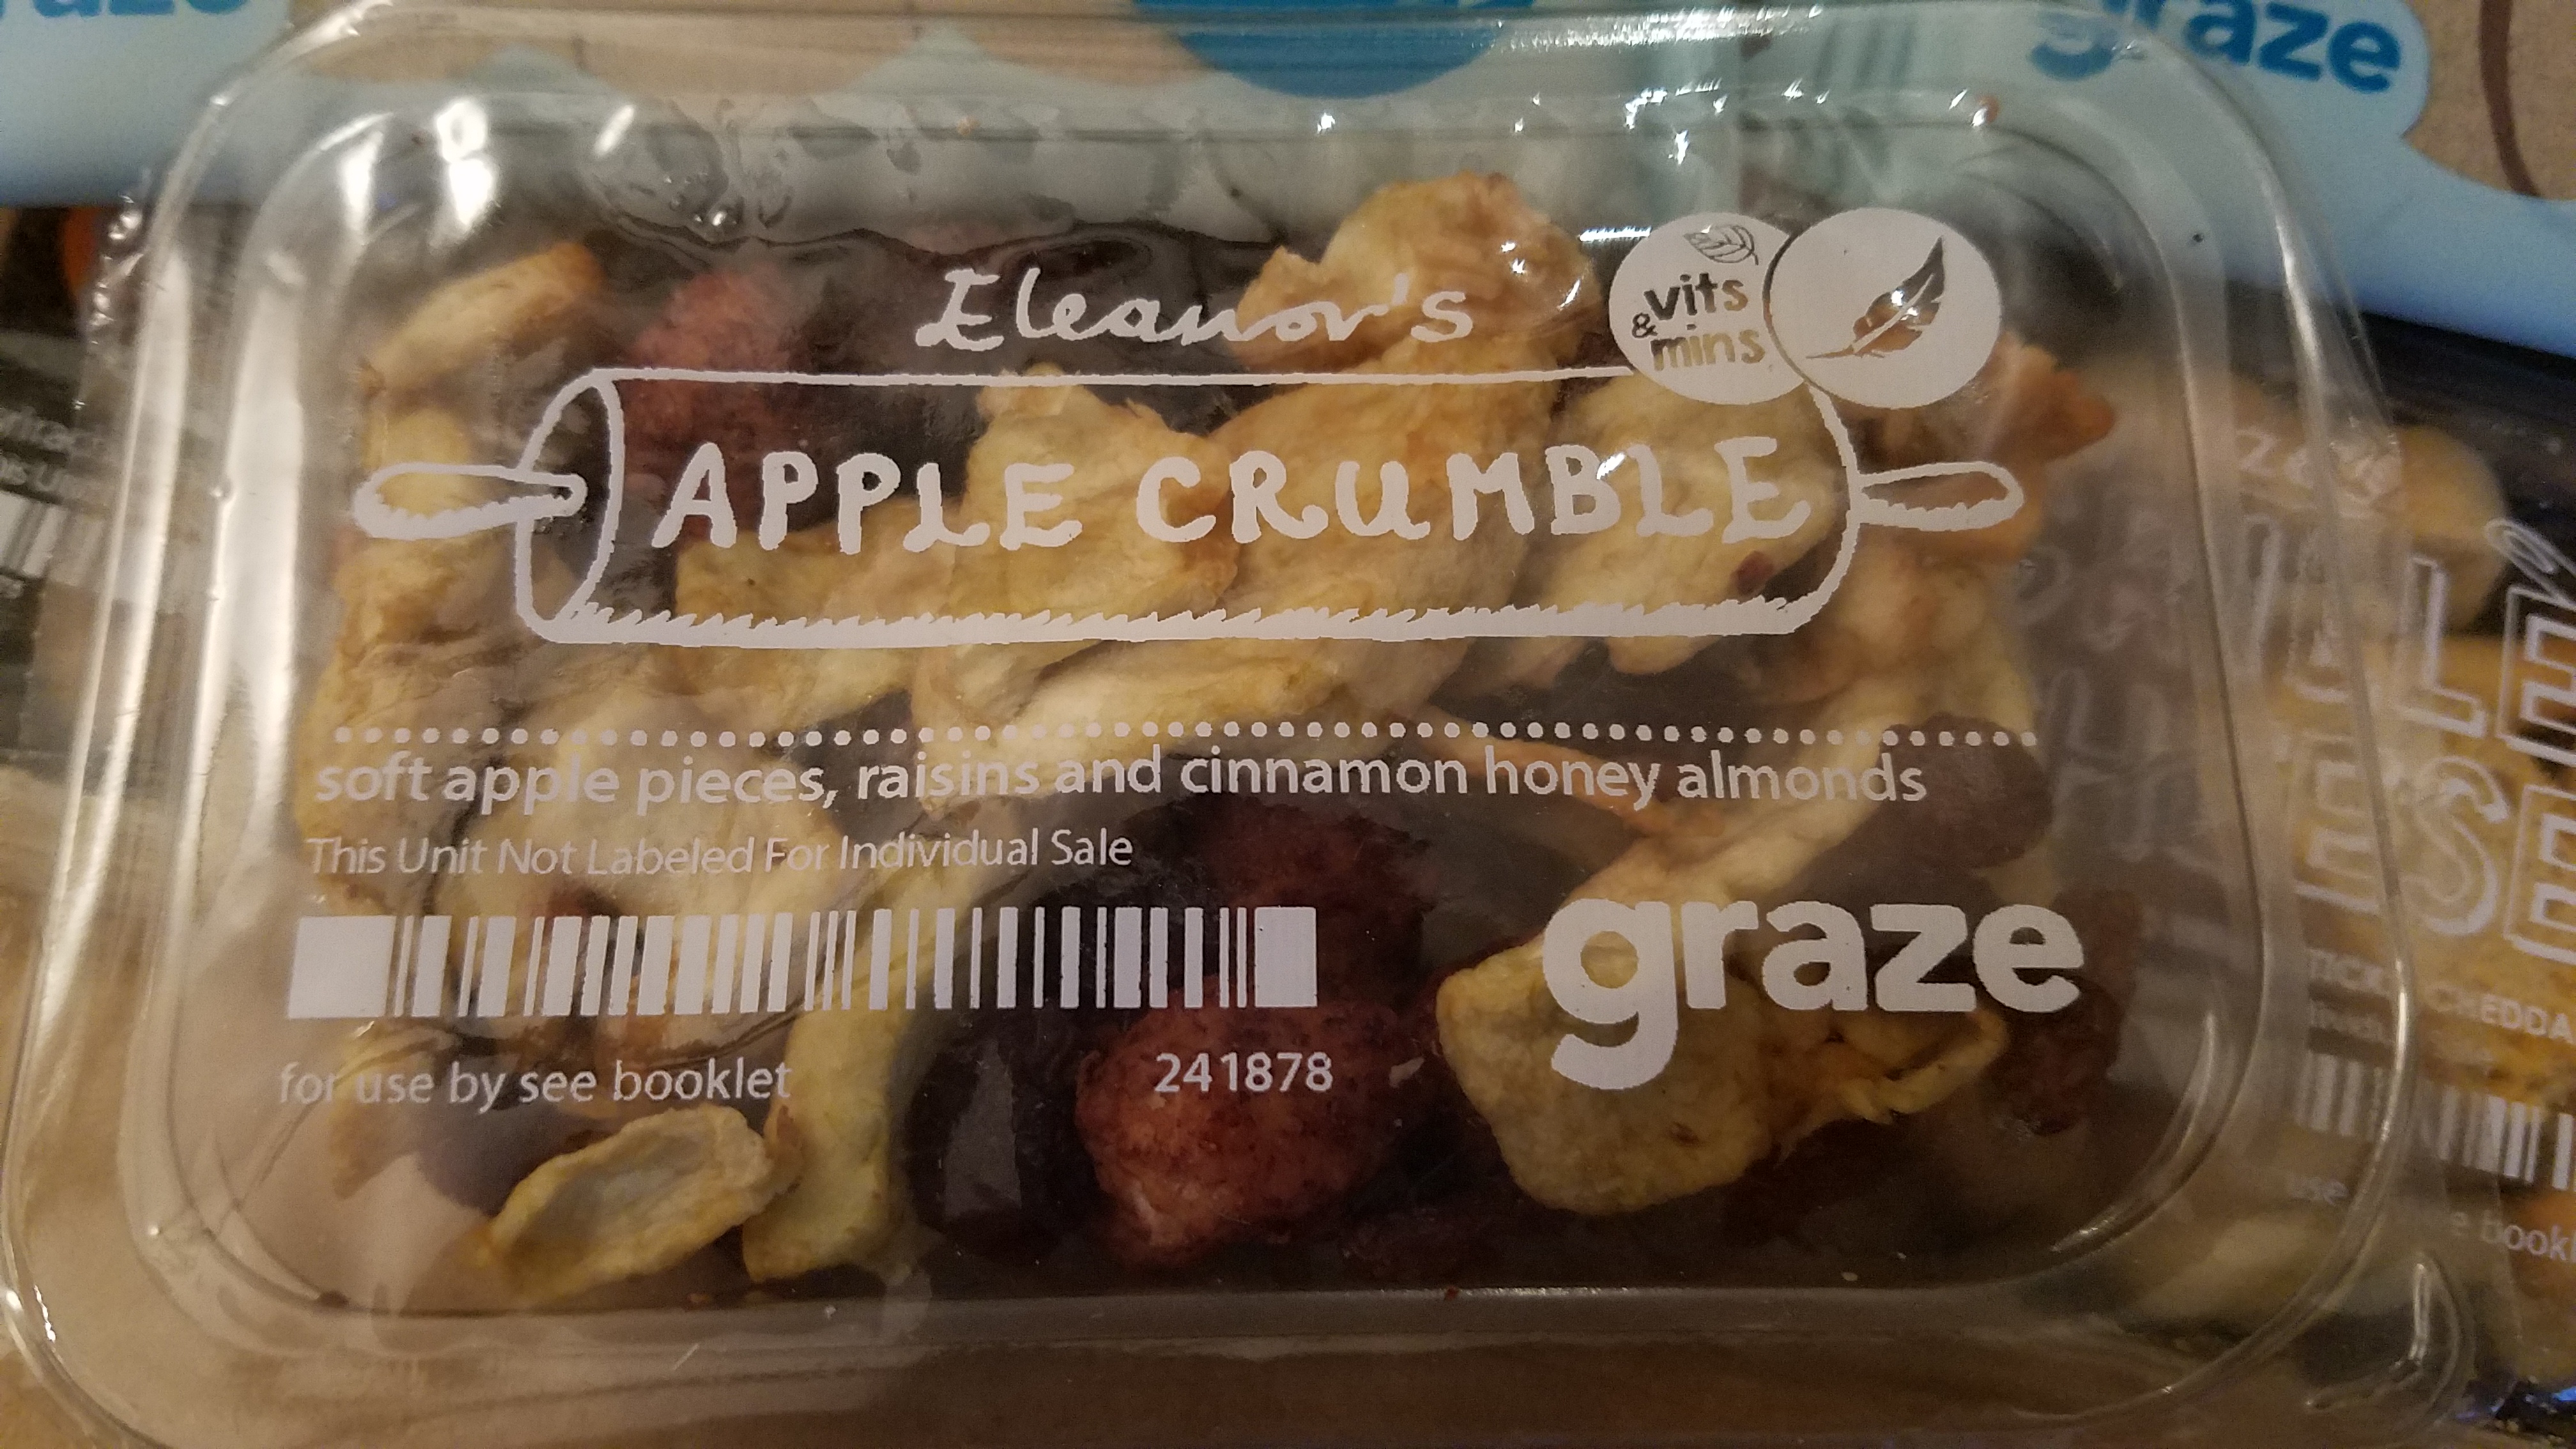 graze
Eleanor's
vits
& mins
APPLE CRUMBLE
soft apple pieces, raisins and cinnamon honey almonds
This Unit Not Labeled For Individual Sale
graze
for use by see booklet
241878